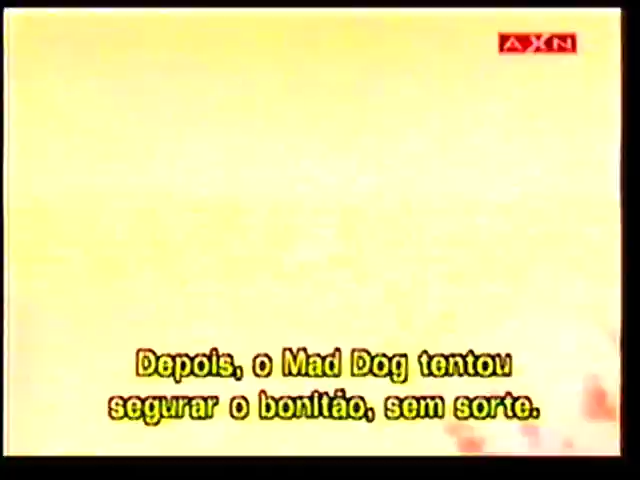 AXN
Depois, o Mad Dog tentou
segurar o bonitão, sem sorte.